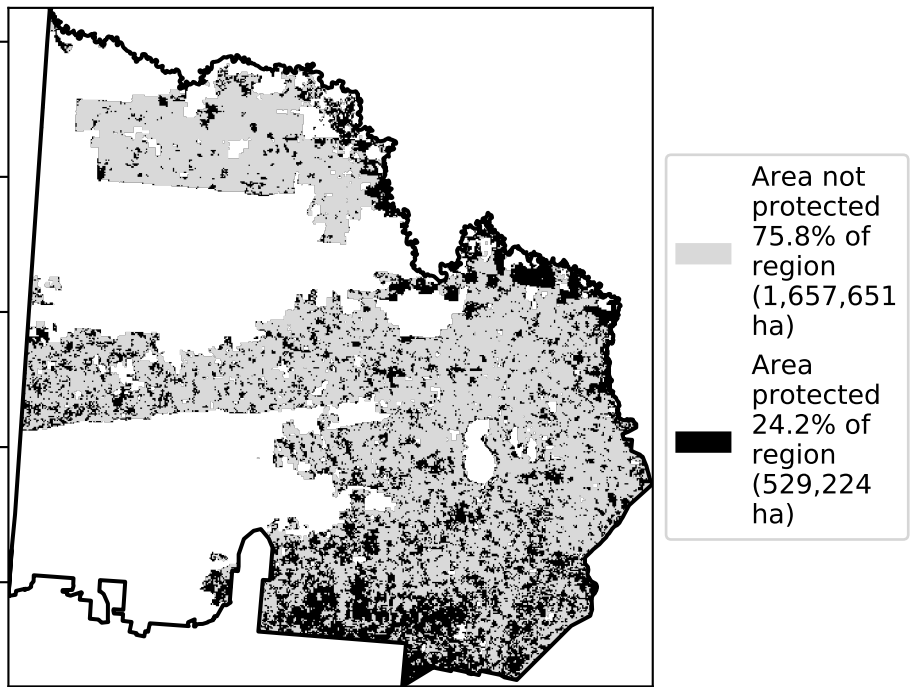 Area not
protected
75.8% of
region
(1,657,651
ha)
Area
protected
24.2% of
region
(529,224
ha)